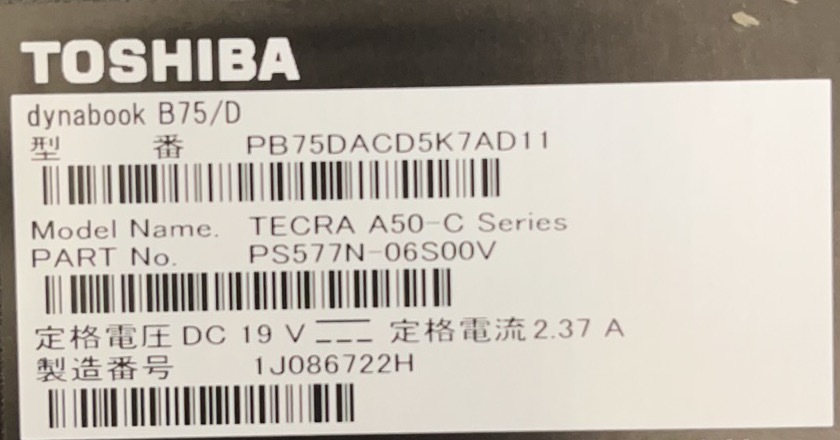 TOSHIBA
dynabook B75/D
型 番 PB75DACD5K7AD11
Model Name. TECRA A50-C Series
PART No. PS577N-06S00V
定格電圧 DC 19 V ⎓ 定格電流 2.37 A
製造番号 1J086722H